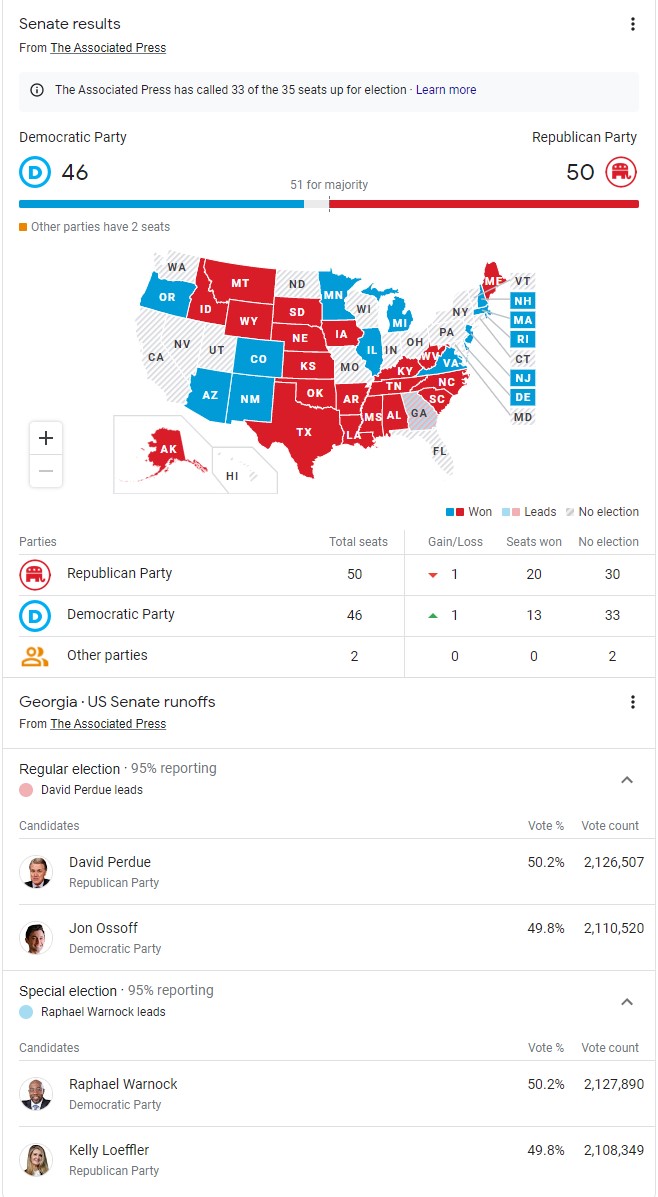 Senate results
From The Associated Press
The Associated Press has called 33 of the 35 seats up for election · Learn more
Democratic Party Republican Party
D 46 50
51 for majority
Other parties have 2 seats
WA
OR
MT
ID
ND
MN
WI
SD
WY
MI
ME
VT
NH
NY
MA
RI
CT
NJ
DE
MD
PA
NE
IA
NV
UT
CA
CO
IL
IN
OH
KS
MO
WV
VA
KY
AZ
NM
OK
AR
TN
NC
SC
TX
LA
MS
AL
GA
FL
AK
HI
+
−
Won Leads No election
Parties Total seats Gain/Loss Seats won No election
Republican Party 50 1 20 30
D Democratic Party 46 1 13 33
Other parties 2 0 0 2
Georgia · US Senate runoffs
From The Associated Press
Regular election · 95% reporting
David Perdue leads
Candidates Vote % Vote count
David Perdue 50.2% 2,126,507
Republican Party
Jon Ossoff 49.8% 2,110,520
Democratic Party
Special election · 95% reporting
Raphael Warnock leads
Candidates Vote % Vote count
Raphael Warnock 50.2% 2,127,890
Democratic Party
Kelly Loeffler 49.8% 2,108,349
Republican Party